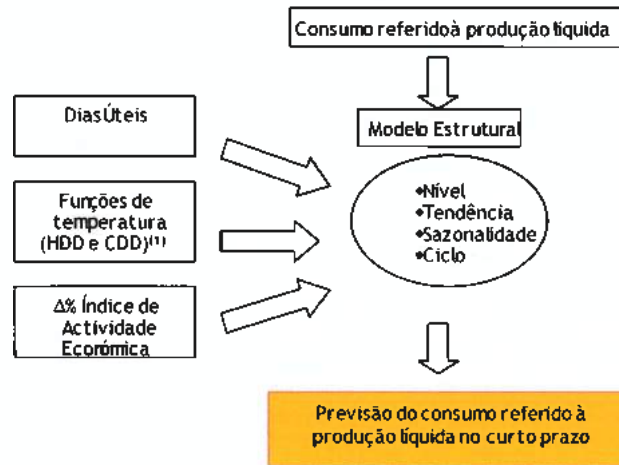 Consumo referido à produção líquida
Dias Úteis
Modelo Estrutural
Funções de
temperatura
(HDD e CDD)⁽¹⁾
•Nível
•Tendência
•Sazonalidade
•Ciclo
Δ% Índice de
Actividade
Económica
Previsão do consumo referido à
produção líquida no curto prazo